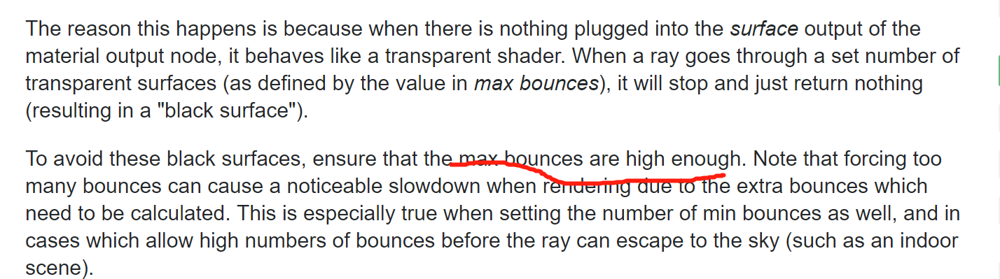 The reason this happens is because when there is nothing plugged into the surface output of the
material output node, it behaves like a transparent shader. When a ray goes through a set number of
transparent surfaces (as defined by the value in max bounces), it will stop and just return nothing
(resulting in a "black surface").
To avoid these black surfaces, ensure that the max bounces are high enough. Note that forcing too
many bounces can cause a noticeable slowdown when rendering due to the extra bounces which
need to be calculated. This is especially true when setting the number of min bounces as well, and in
cases which allow high numbers of bounces before the ray can escape to the sky (such as an indoor
scene).